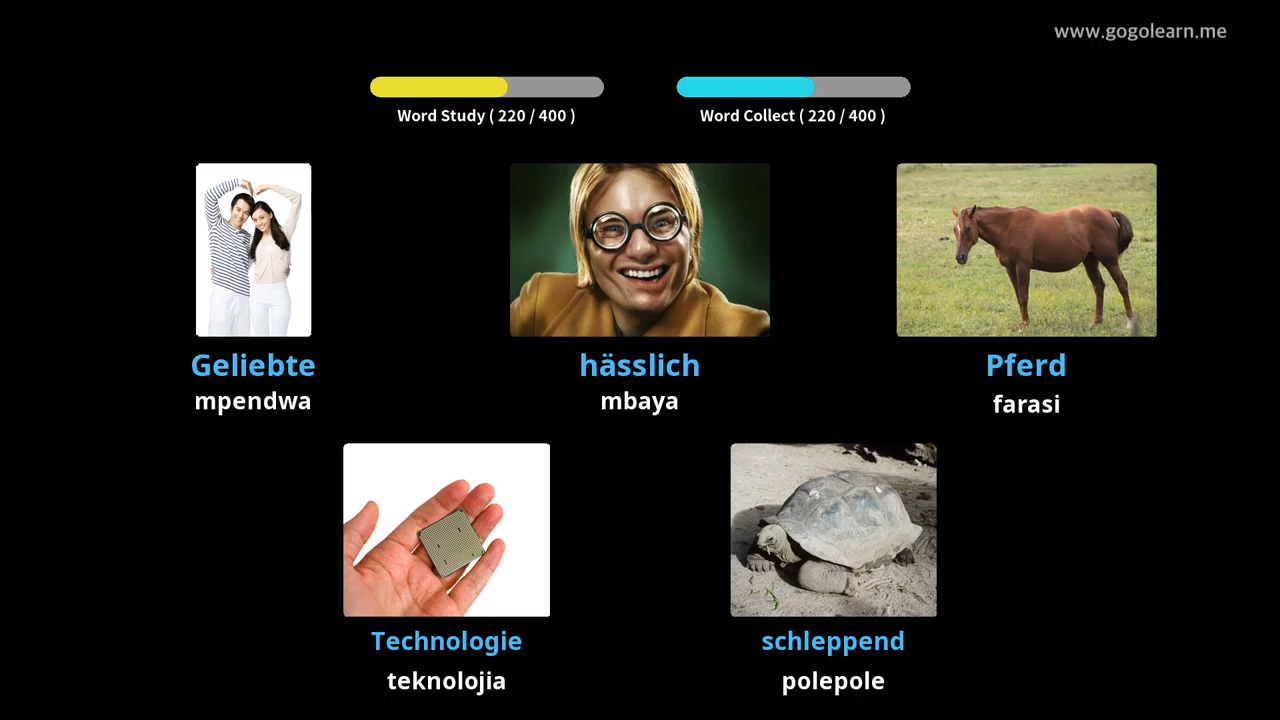 www.gogolearn.me
Word Study ( 220 / 400 )
Word Collect ( 220 / 400 )
Geliebte
mpendwa
hässlich
mbaya
Pferd
farasi
Technologie
teknolojia
schleppend
polepole